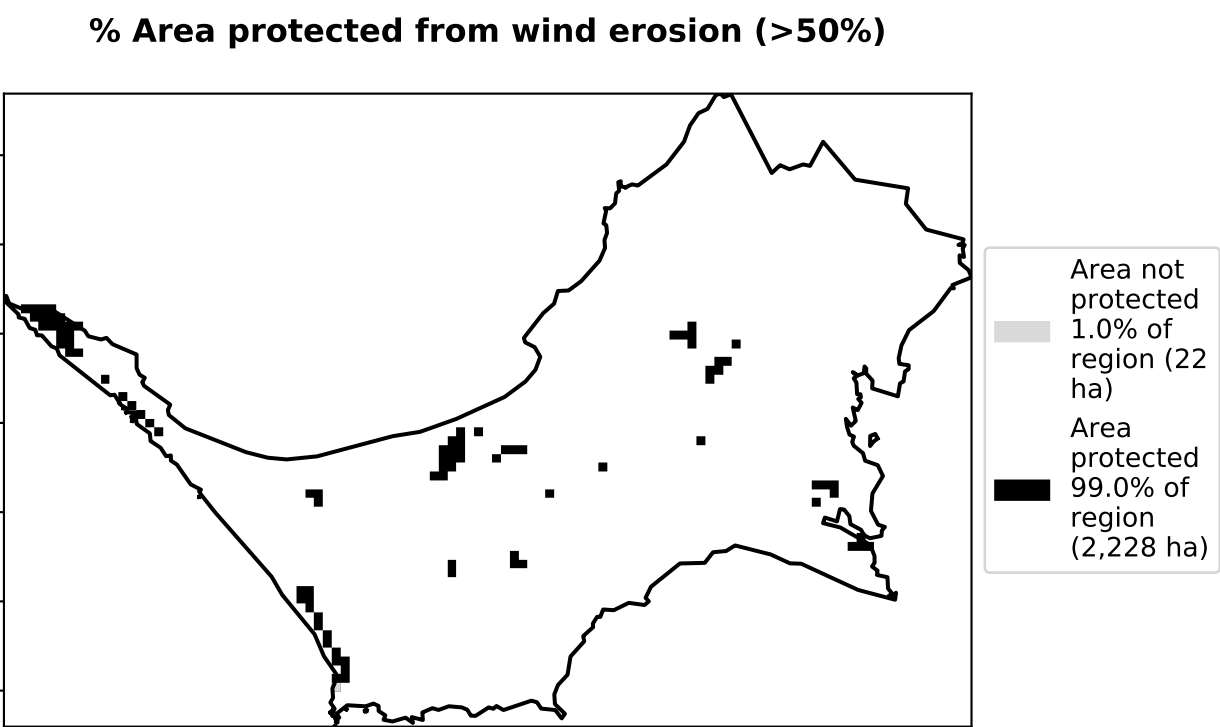 % Area protected from wind erosion (>50%)
Area not
protected
1.0% of
region (22
ha)
Area
protected
99.0% of
region
(2,228 ha)